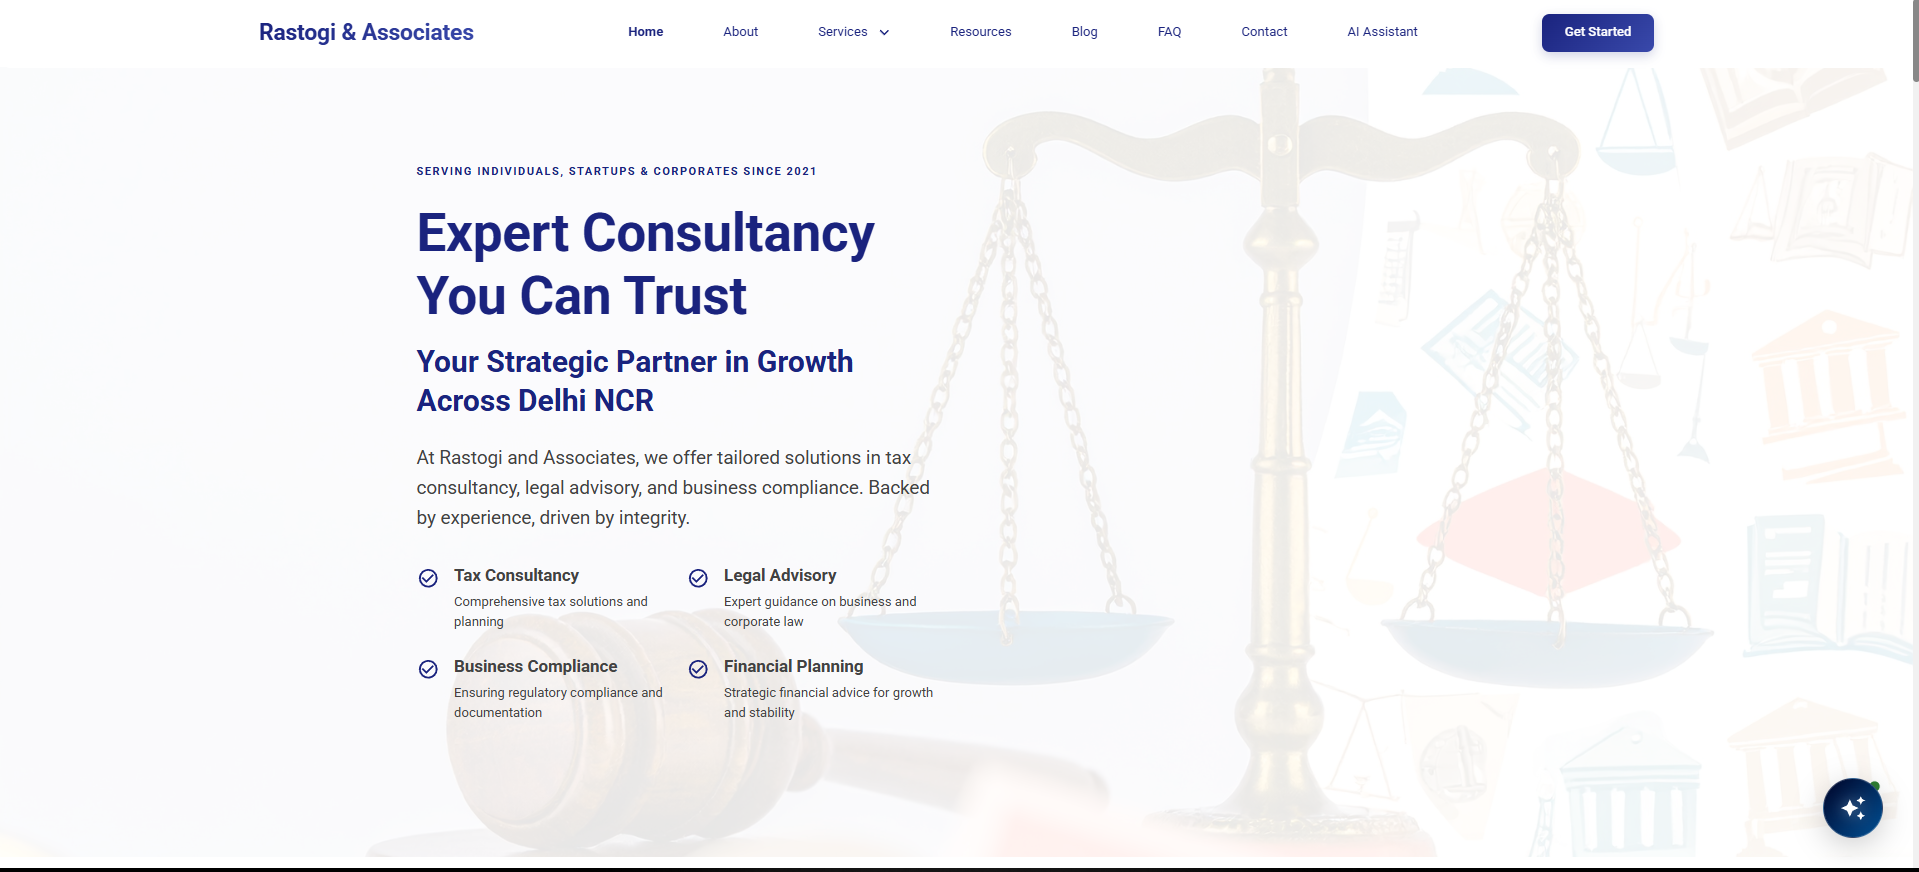 Rastogi & Associates
Home
About
Services
Resources
Blog
FAQ
Contact
AI Assistant
Get Started
SERVING INDIVIDUALS, STARTUPS & CORPORATES SINCE 2021
Expert Consultancy
You Can Trust
Your Strategic Partner in Growth
Across Delhi NCR
At Rastogi and Associates, we offer tailored solutions in tax
consultancy, legal advisory, and business compliance. Backed
by experience, driven by integrity.
Tax Consultancy
Comprehensive tax solutions and
planning
Legal Advisory
Expert guidance on business and
corporate law
Business Compliance
Ensuring regulatory compliance and
documentation
Financial Planning
Strategic financial advice for growth
and stability